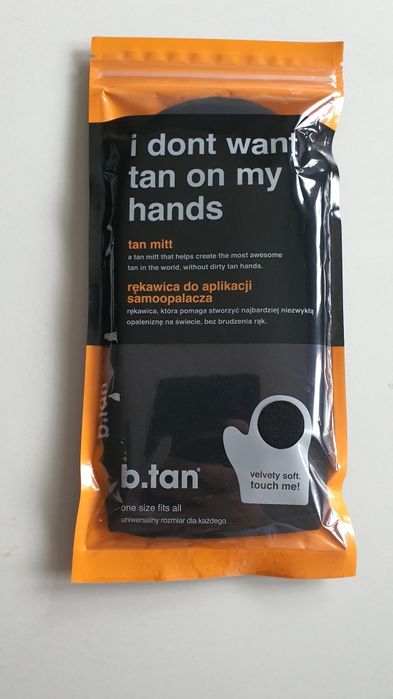 i dont want
tan on my
hands
tan mitt
a tan mitt that helps create the most awesome
tan in the world, without dirty tan hands.
rękawica do aplikacji
samoopalacza
rękawica, która pomaga stworzyć najbardziej niezwykłą
opaleniznę na świecie, bez brudzenia rąk.
b.tan
b.tan®
velvety soft.
touch me!
one size fits all
uniwersalny rozmiar dla każdego